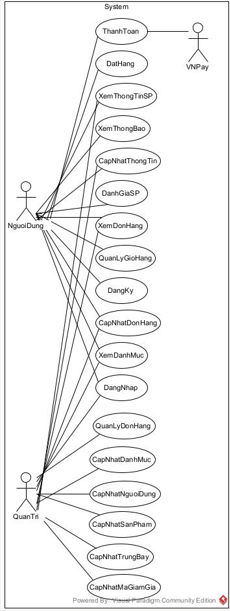 System
ThanhToan
VNPay
DatHang
XemThongTinSP
XemThongBao
CapNhatThongTin
DanhGiaSP
NguoiDung
XemDonHang
QuanLyGioHang
DangKy
CapNhatDonHang
XemDanhMuc
DangNhap
QuanLyDonHang
CapNhatDanhMuc
CapNhatNguoiDung
QuanTri
CapNhatSanPham
CapNhatTrungBay
CapNhatMaGiamGia
Powered By: Visual Paradigm Community Edition